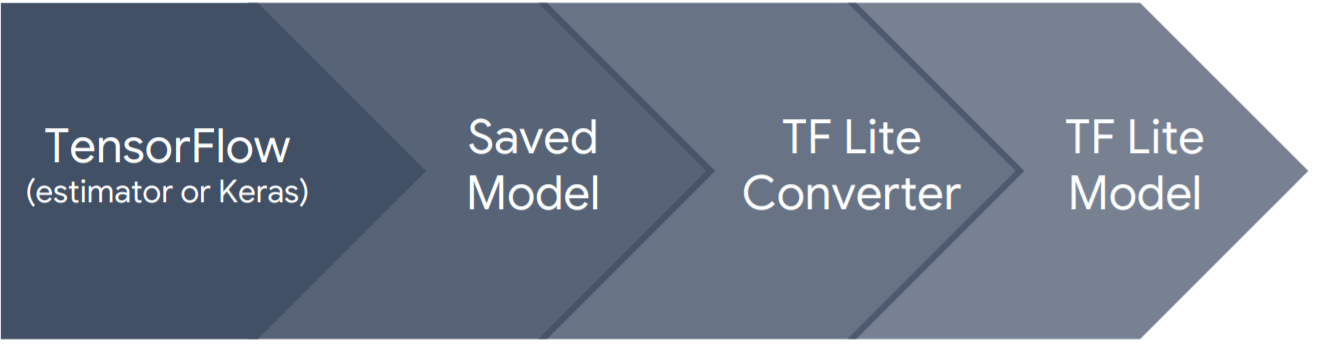 TensorFlow
(estimator or Keras)
Saved
Model
TF Lite
Converter
TF Lite
Model